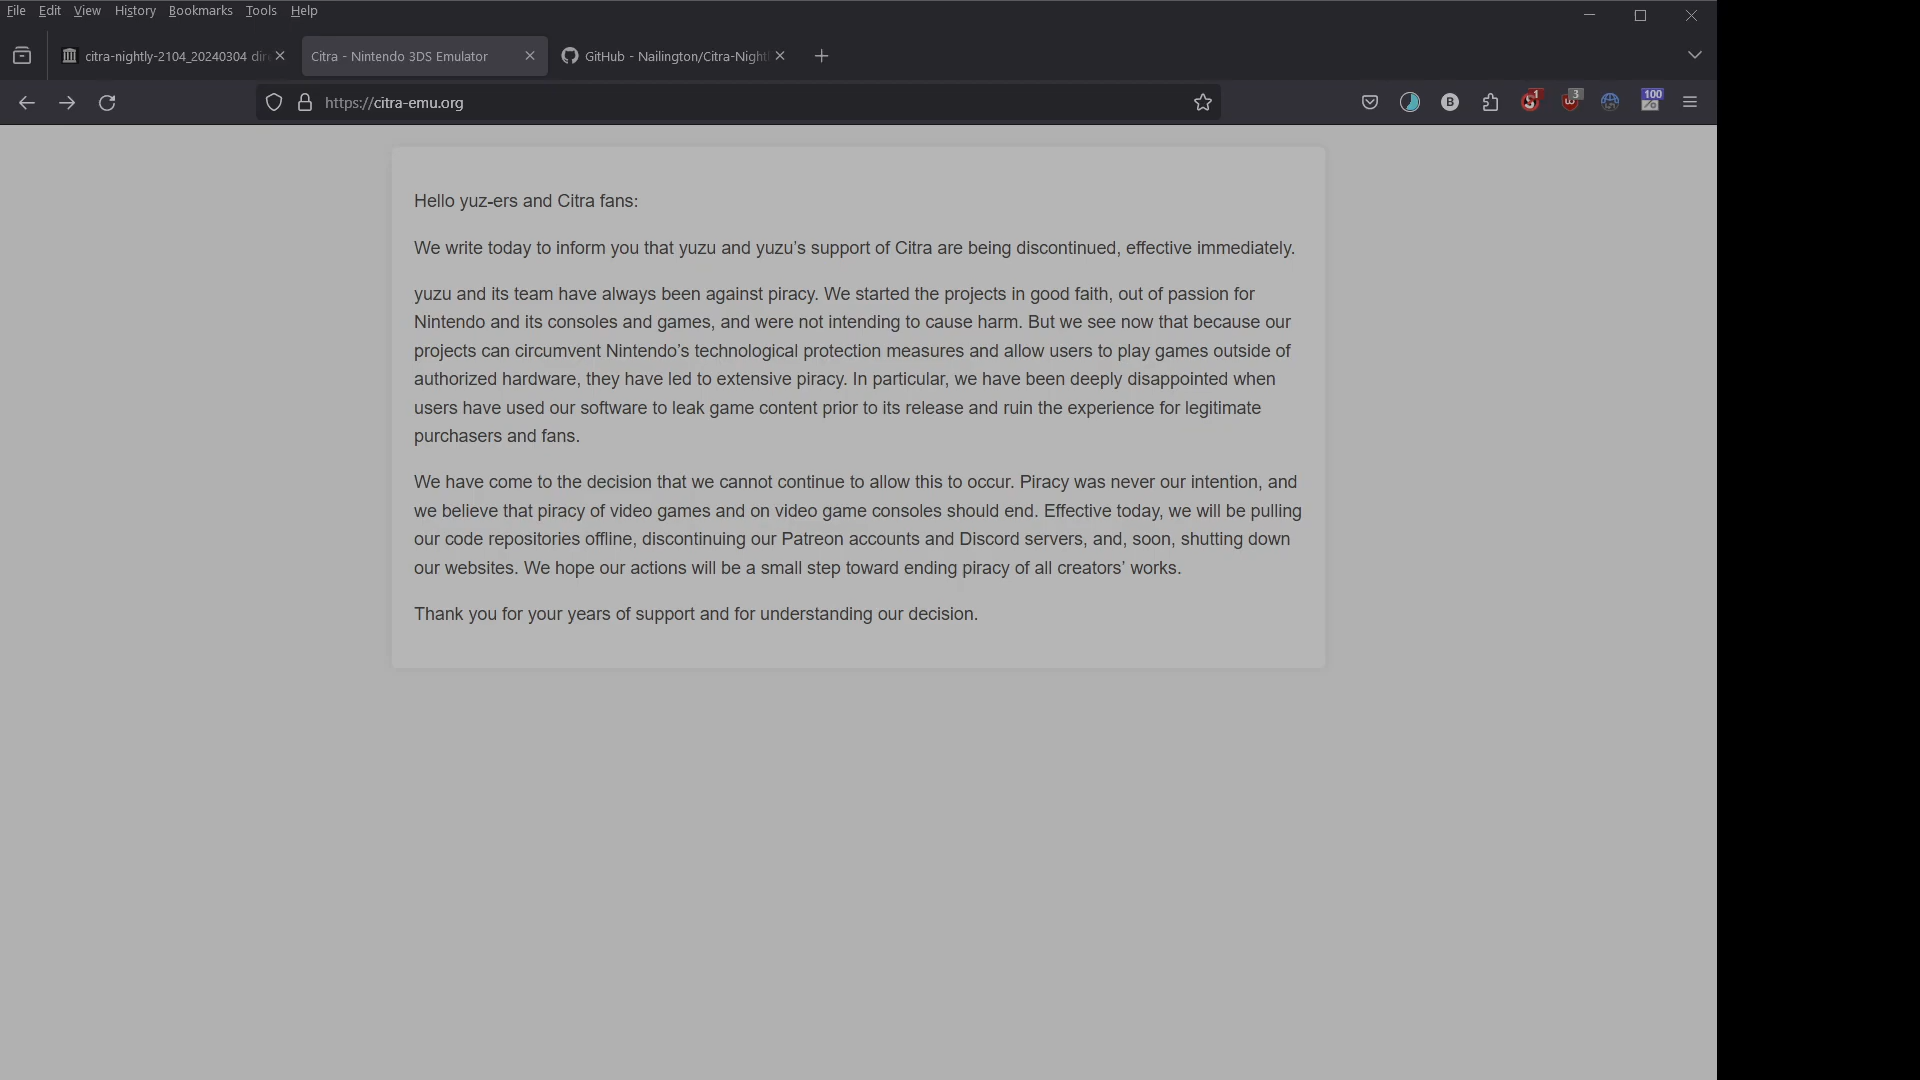 File Edit View History Bookmarks Tools Help
citra-nightly-2104_20240304 dire
Citra - Nintendo 3DS Emulator
GitHub - Nailington/Citra-Nightl
https://citra-emu.org
B
1
3
100
Hello yuz-ers and Citra fans:
We write today to inform you that yuzu and yuzu’s support of Citra are being discontinued, effective immediately.
yuzu and its team have always been against piracy. We started the projects in good faith, out of passion for
Nintendo and its consoles and games, and were not intending to cause harm. But we see now that because our
projects can circumvent Nintendo’s technological protection measures and allow users to play games outside of
authorized hardware, they have led to extensive piracy. In particular, we have been deeply disappointed when
users have used our software to leak game content prior to its release and ruin the experience for legitimate
purchasers and fans.
We have come to the decision that we cannot continue to allow this to occur. Piracy was never our intention, and
we believe that piracy of video games and on video game consoles should end. Effective today, we will be pulling
our code repositories offline, discontinuing our Patreon accounts and Discord servers, and, soon, shutting down
our websites. We hope our actions will be a small step toward ending piracy of all creators’ works.
Thank you for your years of support and for understanding our decision.